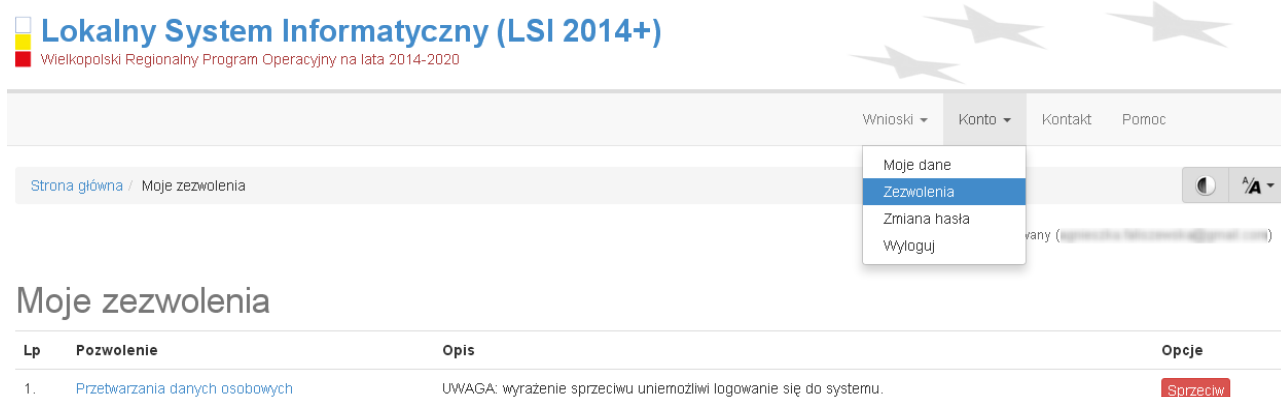 Lokalny System Informatyczny (LSI 2014+)
Wielkopolski Regionalny Program Operacyjny na lata 2014-2020
Wnioski Konto Kontakt Pomoc
Moje dane
Strona główna / Moje zezwolenia
Zezwolenia
A/A
Zmiana hasła
Wyloguj
Moje zezwolenia
Lp Pozwolenie Opis Opcje
1. Przetwarzania danych osobowych UWAGA: wyrażenie sprzeciwu uniemożliwi logowanie się do systemu. Sprzeciw